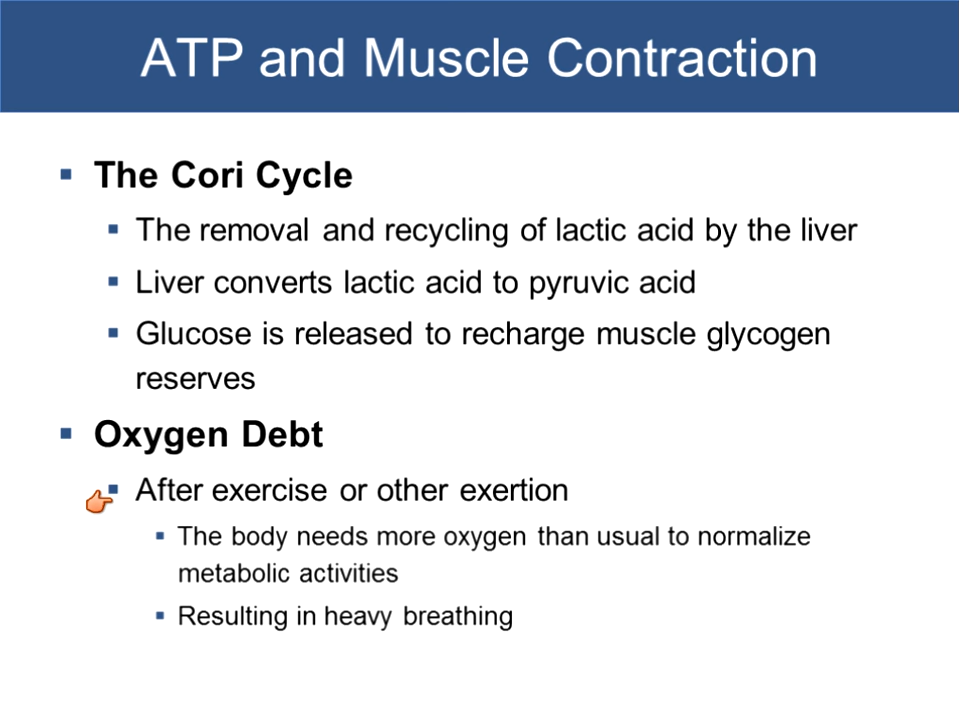 ATP and Muscle Contraction
The Cori Cycle
The removal and recycling of lactic acid by the liver
Liver converts lactic acid to pyruvic acid
Glucose is released to recharge muscle glycogen
reserves
Oxygen Debt
After exercise or other exertion
The body needs more oxygen than usual to normalize
metabolic activities
Resulting in heavy breathing